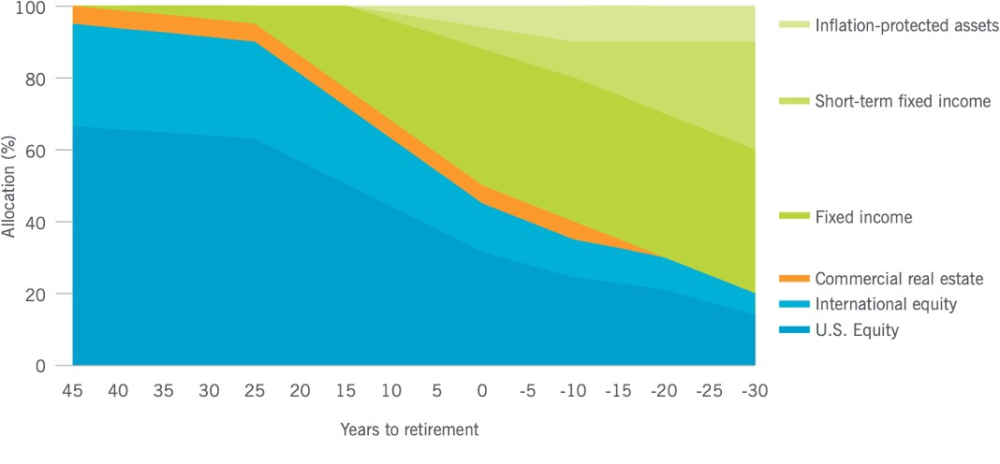 100
80
60
40
20
0
Allocation (%)
45 40 35 30 25 20 15 10 5 0 -5 -10 -15 -20 -25 -30
Years to retirement
Inflation-protected assets
Short-term fixed income
Fixed income
Commercial real estate
International equity
U.S. Equity